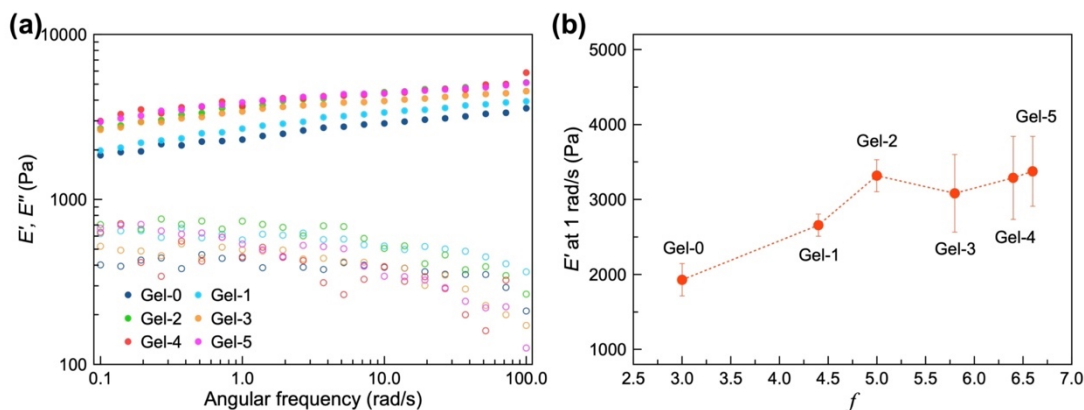 (a)
10000
1000
100
E', E" (Pa)
0.1 1.0 10.0 100.0
Angular frequency (rad/s)
Gel-0 Gel-1
Gel-2 Gel-3
Gel-4 Gel-5
(b)
5000
4000
3000
2000
1000
E' at 1 rad/s (Pa)
Gel-0
Gel-1
Gel-2
Gel-3
Gel-4
Gel-5
2.5 3.0 3.5 4.0 4.5 5.0 5.5 6.0 6.5 7.0
f